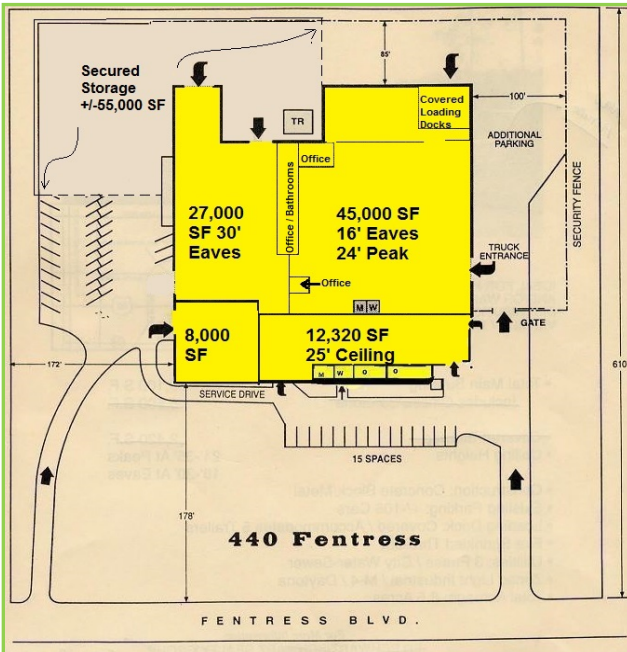 85'
610'
Secured
Storage
+/-55,000 SF
Covered
Loading
Docks
100'
TR
ADDITIONAL
PARKING
Office
Office / Bathrooms
SECURITY FENCE
27,000
SF 30'
Eaves
45,000 SF
16' Eaves
24' Peak
TRUCK
ENTRANCE
Office
M W
GATE
8,000
SF
12,320 SF
25' Ceiling
172'
M W O O
SERVICE DRIVE
15 SPACES
178'
440 Fentress
FENTRESS BLVD.